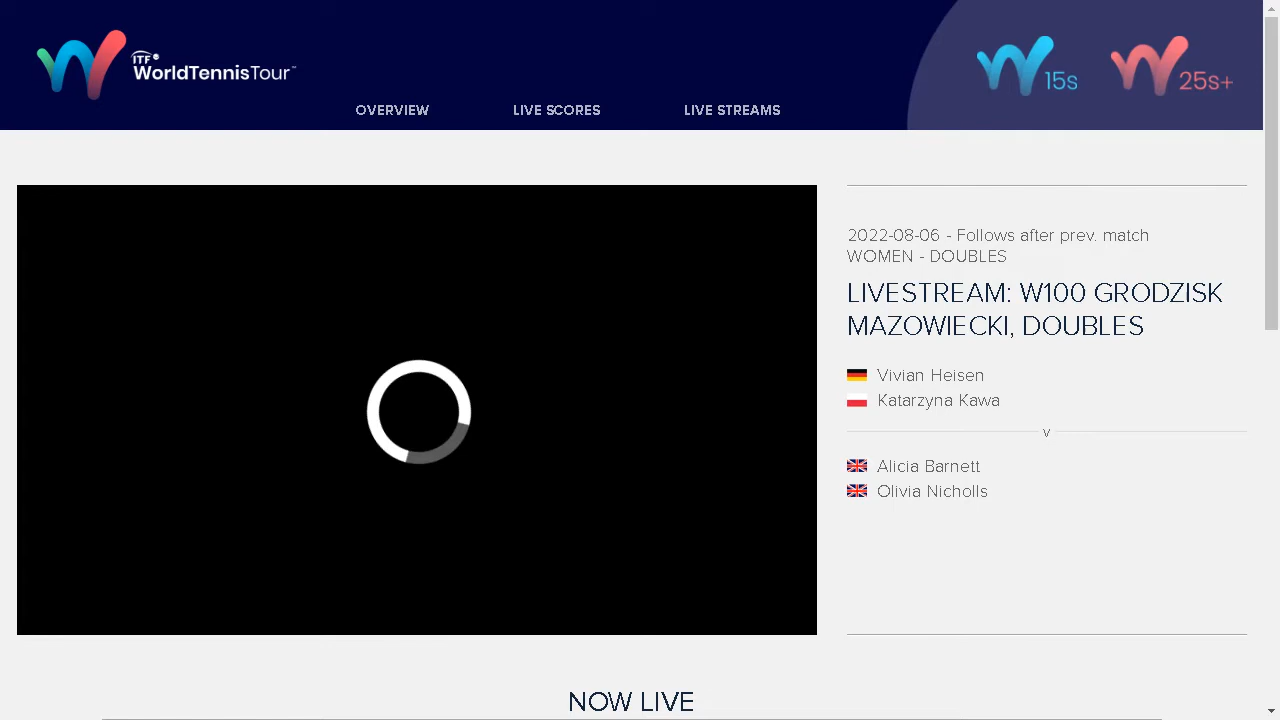 ITF
WorldTennisTour™
15s
25s+
OVERVIEW
LIVE SCORES
LIVE STREAMS
2022-08-06 - Follows after prev. match
WOMEN - DOUBLES
LIVESTREAM: W100 GRODZISK
MAZOWIECKI, DOUBLES
Vivian Heisen
Katarzyna Kawa
v
Alicia Barnett
Olivia Nicholls
NOW LIVE